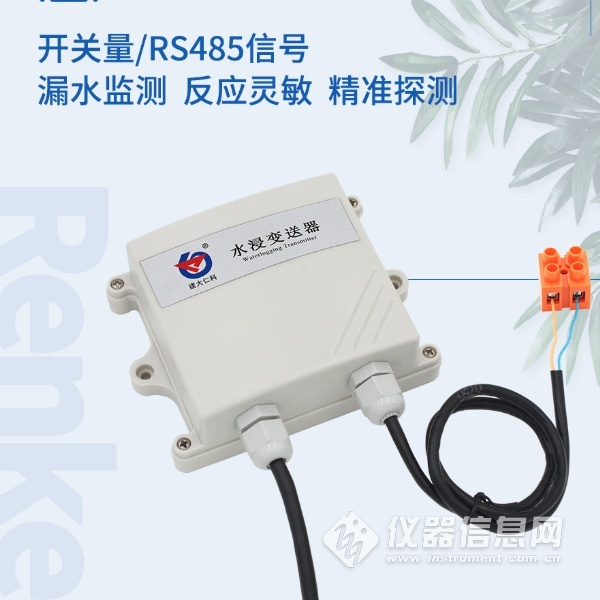 开关量/RS485信号
漏水监测 反应灵敏 精准探测
Renke
®
建大仁科
水浸变送器
Waterlogging Transmitter
仪器信息网
www.instrument.com.cn